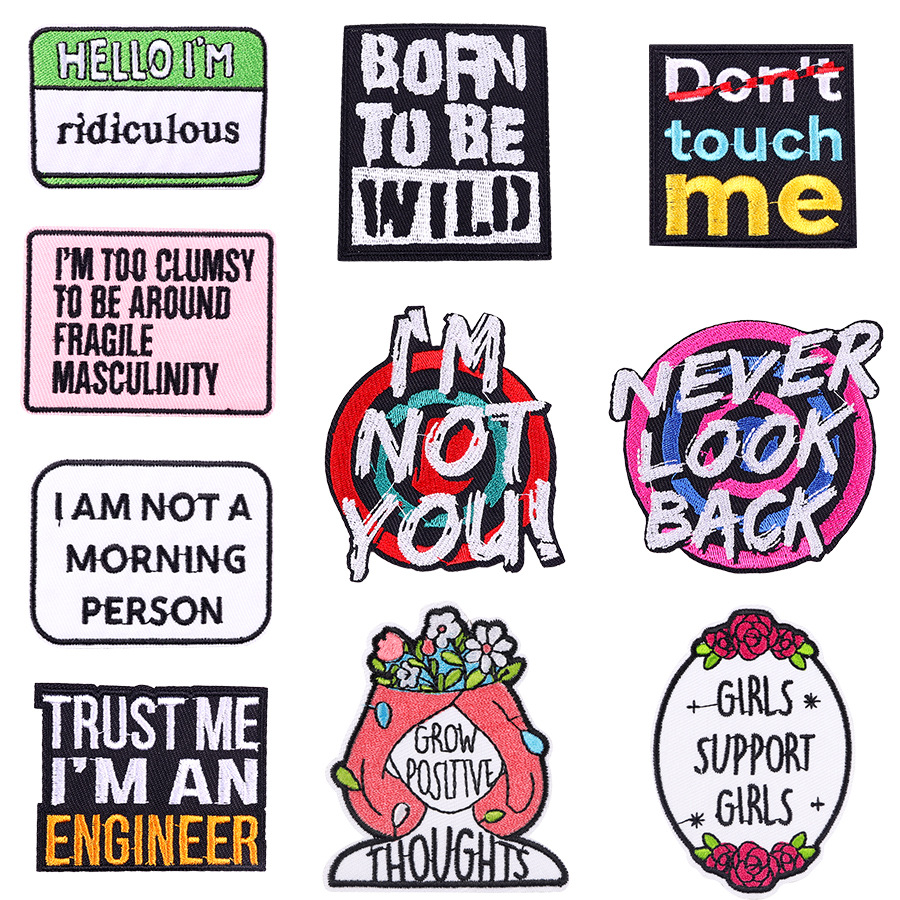 HELLO I'M
ridiculous
BORN
TO BE
WILD
Don't
touch
me
I'M TOO CLUMSY
TO BE AROUND
FRAGILE
MASCULINITY
I'M
NOT
YOU!
NEVER
LOOK
BACK
I AM NOT A
MORNING
PERSON
TRUST ME
I'M AN
ENGINEER
GROW
POSITIVE
THOUGHTS
GIRLS
SUPPORT
GIRLS